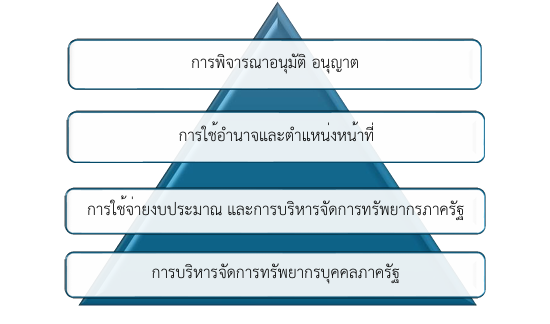 การพิจารณาอนุมัติ อนุญาต
การใช้อำนาจและตำแหน่งหน้าที่
การใช้จ่ายงบประมาณ และการบริหารจัดการทรัพยากรภาครัฐ
การบริหารจัดการทรัพยากรบุคคลภาครัฐ